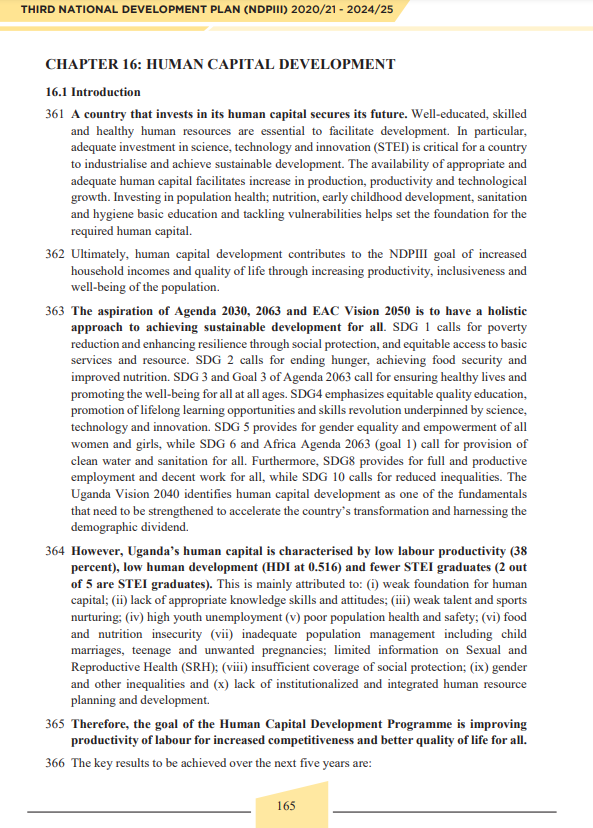 THIRD NATIONAL DEVELOPMENT PLAN (NDPIII) 2020/21 - 2024/25
CHAPTER 16: HUMAN CAPITAL DEVELOPMENT
16.1 Introduction
361 A country that invests in its human capital secures its future. Well-educated, skilled
and healthy human resources are essential to facilitate development. In particular,
adequate investment in science, technology and innovation (STEI) is critical for a country
to industrialise and achieve sustainable development. The availability of appropriate and
adequate human capital facilitates increase in production, productivity and technological
growth. Investing in population health; nutrition, early childhood development, sanitation
and hygiene basic education and tackling vulnerabilities helps set the foundation for the
required human capital.
362 Ultimately, human capital development contributes to the NDPIII goal of increased
household incomes and quality of life through increasing productivity, inclusiveness and
well-being of the population.
363 The aspiration of Agenda 2030, 2063 and EAC Vision 2050 is to have a holistic
approach to achieving sustainable development for all. SDG 1 calls for poverty
reduction and enhancing resilience through social protection, and equitable access to basic
services and resource. SDG 2 calls for ending hunger, achieving food security and
improved nutrition. SDG 3 and Goal 3 of Agenda 2063 call for ensuring healthy lives and
promoting the well-being for all at all ages. SDG4 emphasizes equitable quality education,
promotion of lifelong learning opportunities and skills revolution underpinned by science,
technology and innovation. SDG 5 provides for gender equality and empowerment of all
women and girls, while SDG 6 and Africa Agenda 2063 (goal 1) call for provision of
clean water and sanitation for all. Furthermore, SDG8 provides for full and productive
employment and decent work for all, while SDG 10 calls for reduced inequalities. The
Uganda Vision 2040 identifies human capital development as one of the fundamentals
that need to be strengthened to accelerate the country's transformation and harnessing the
demographic dividend.
364 However, Uganda's human capital is characterised by low labour productivity (38
percent), low human development (HDI at 0.516) and fewer STEI graduates (2 out
of 5 are STEI graduates). This is mainly attributed to: (i) weak foundation for human
capital; (ii) lack of appropriate knowledge skills and attitudes; (iii) weak talent and sports
nurturing; (iv) high youth unemployment (v) poor population health and safety; (vi) food
and nutrition insecurity (vii) inadequate population management including child
marriages, teenage and unwanted pregnancies; limited information on Sexual and
Reproductive Health (SRH); (viii) insufficient coverage of social protection; (ix) gender
and other inequalities and (x) lack of institutionalized and integrated human resource
planning and development.
365 Therefore, the goal of the Human Capital Development Programme is improving
productivity of labour for increased competitiveness and better quality of life for all.
366 The key results to be achieved over the next five years are:
165